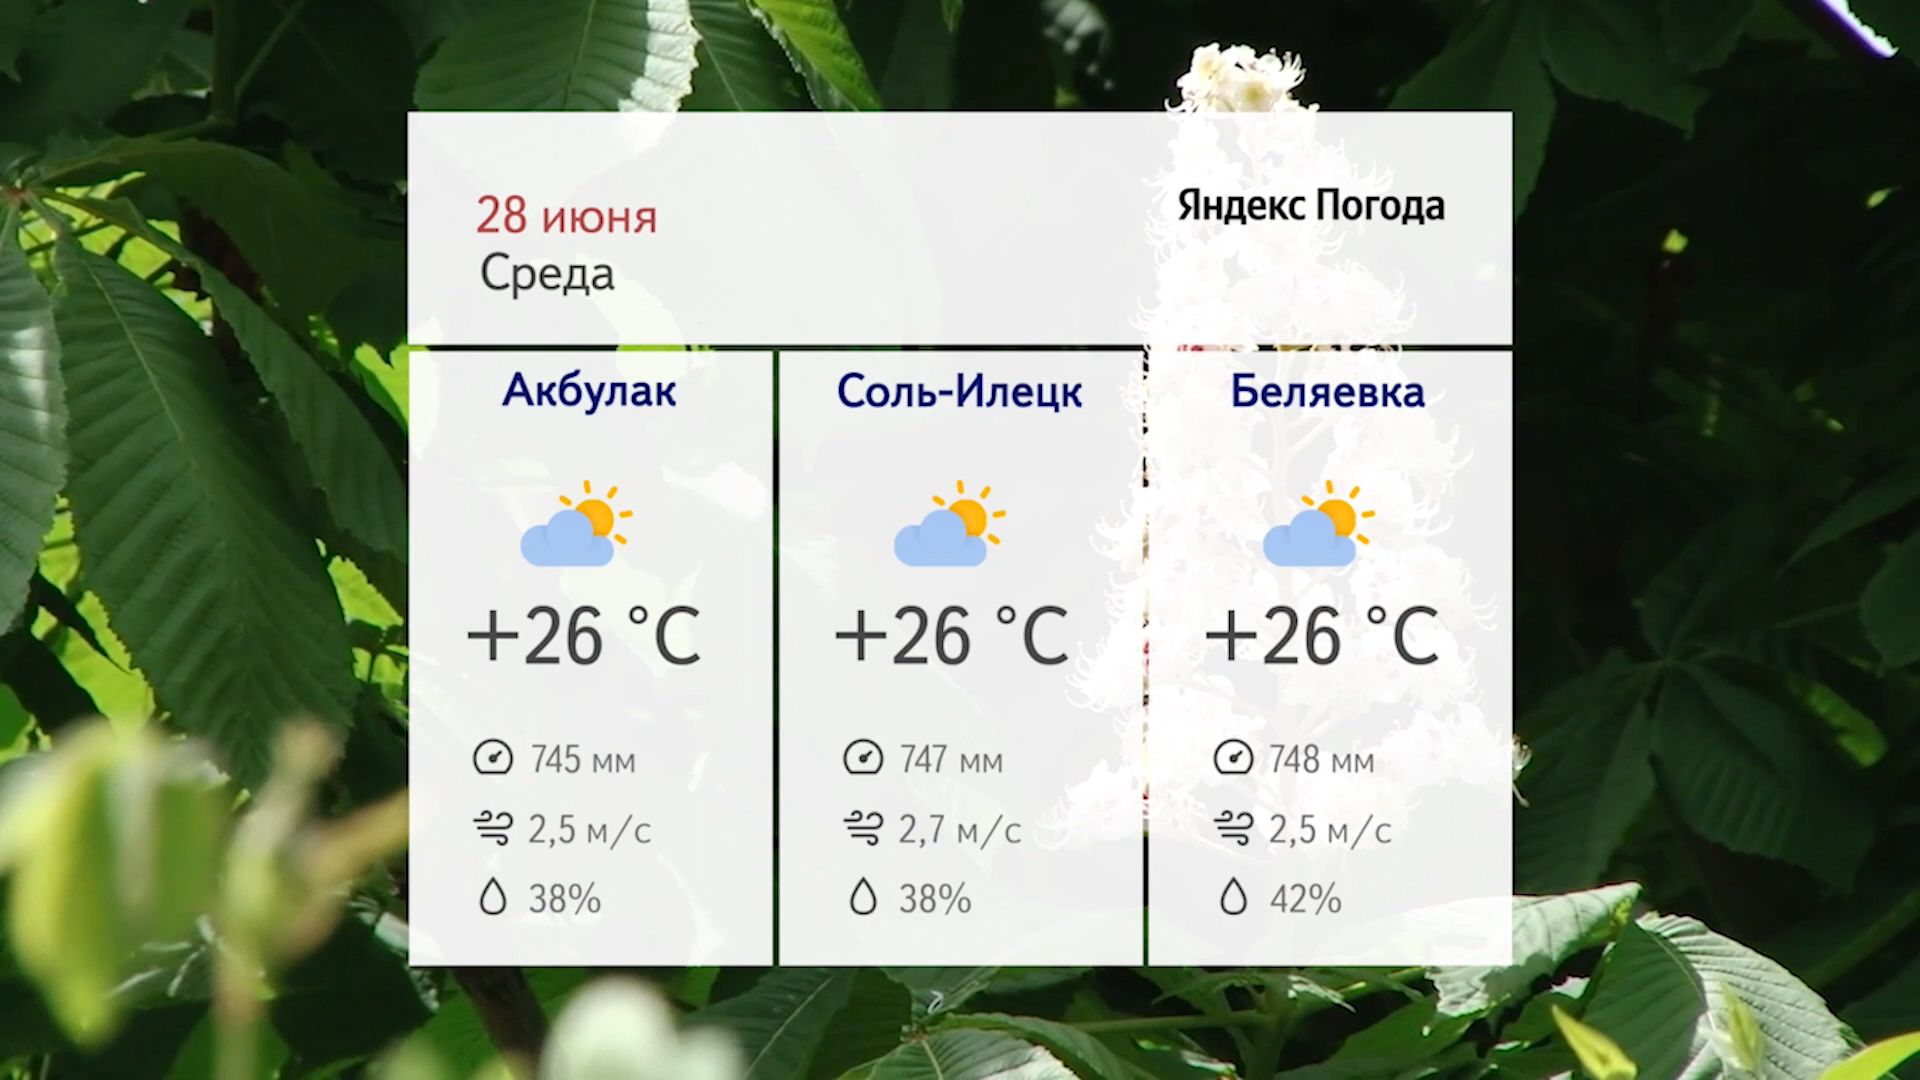 28 июня
Среда
Яндекс Погода
Акбулак
+26 °C
745 мм
2,5 м/с
38%
Соль-Илецк
+26 °C
747 мм
2,7 м/с
38%
Беляевка
+26 °C
748 мм
2,5 м/с
42%